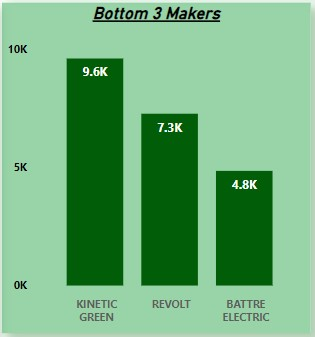 Bottom 3 Makers
10K
5K
0K
9.6K
7.3K
4.8K
KINETIC
GREEN
REVOLT
BATTRE
ELECTRIC